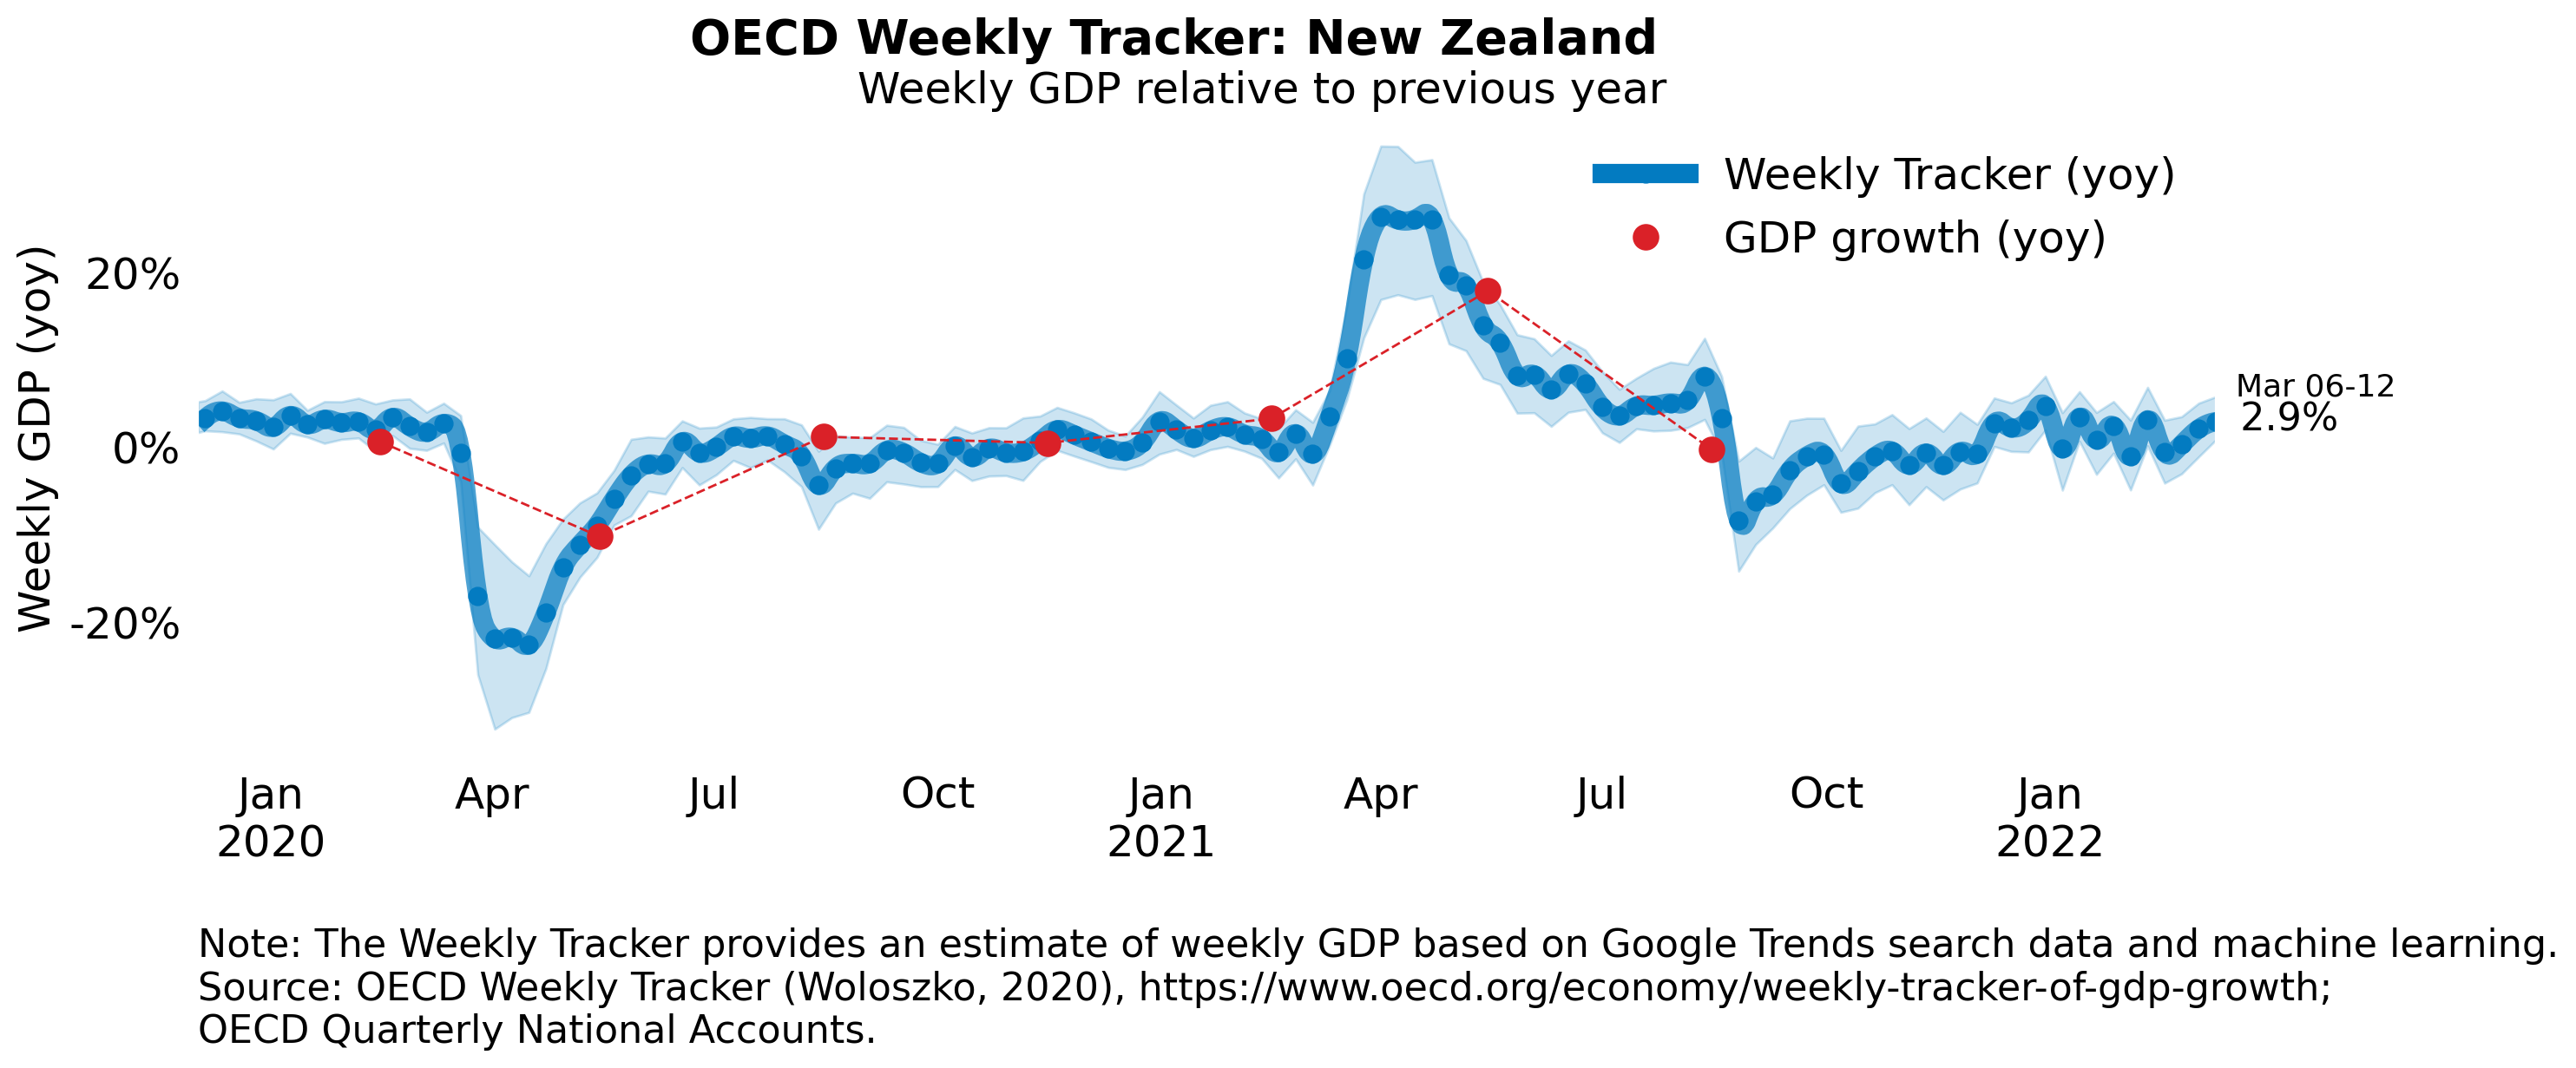 OECD Weekly Tracker: New Zealand
Weekly GDP relative to previous year
Weekly Tracker (yoy)
GDP growth (yoy)
Weekly GDP (yoy)
20%
0%
-20%
Mar 06-12
2.9%
Jan Apr Jul Oct Jan Apr Jul Oct Jan
2020 2021 2022
Note: The Weekly Tracker provides an estimate of weekly GDP based on Google Trends search data and machine learning.
Source: OECD Weekly Tracker (Woloszko, 2020), https://www.oecd.org/economy/weekly-tracker-of-gdp-growth;
OECD Quarterly National Accounts.